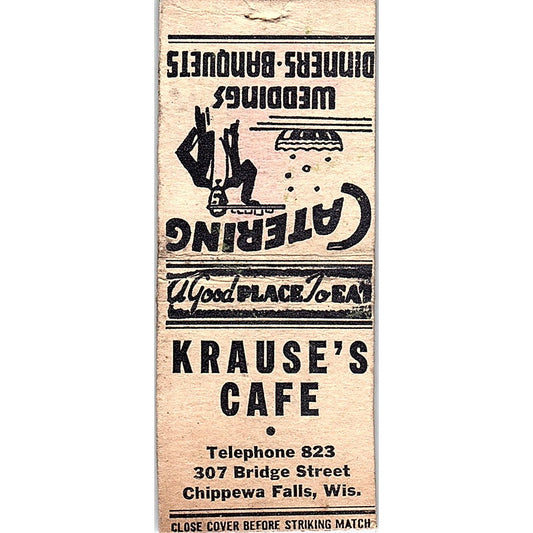 CATERING
WEDDINGS
DINNERS·BANQUETS
A Good PLACE To EAT
KRAUSE'S
CAFE
•
Telephone 823
307 Bridge Street
Chippewa Falls, Wis.
CLOSE COVER BEFORE STRIKING MATCH